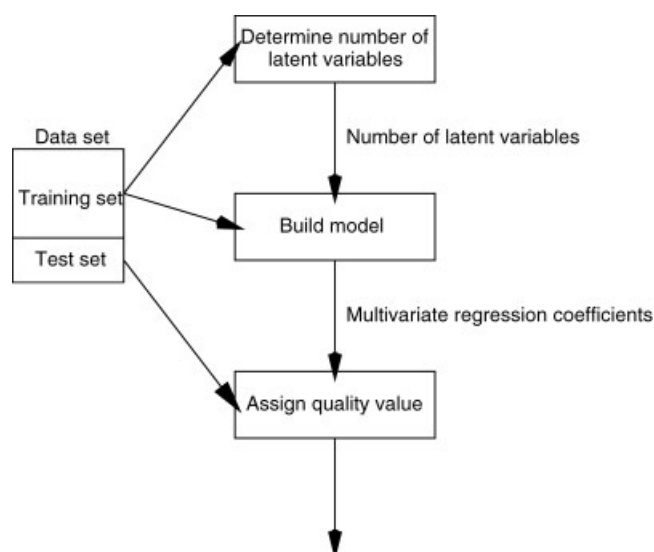 Determine number of
latent variables
Data set
Number of latent variables
Training set
Build model
Test set
Multivariate regression coefficients
Assign quality value